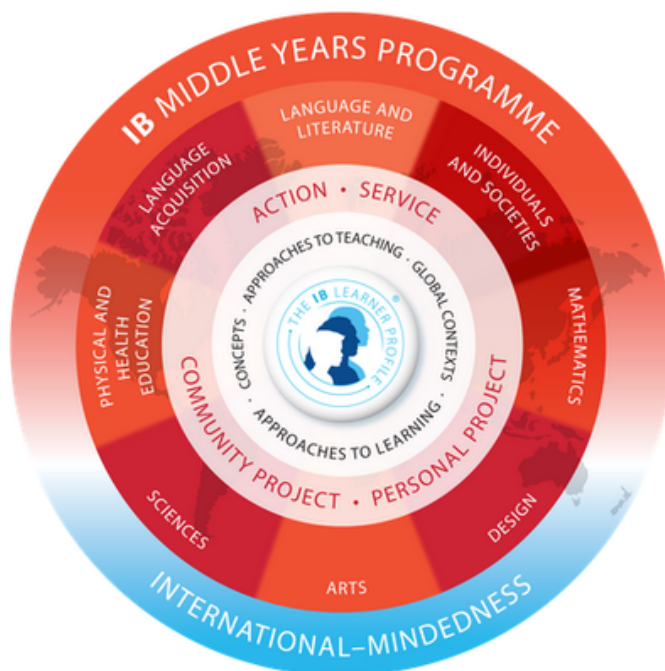 IB MIDDLE YEARS PROGRAMME
LANGUAGE AND
LITERATURE
INDIVIDUALS
AND SOCIETIES
MATHEMATICS
DESIGN
ARTS
SCIENCES
PHYSICAL AND
HEALTH
EDUCATION
LANGUAGE
ACQUISITION
ACTION • SERVICE
COMMUNITY PROJECT • PERSONAL PROJECT
APPROACHES TO TEACHING · GLOBAL CONTEXTS ·
APPROACHES TO LEARNING · CONCEPTS ·
• THE IB LEARNER PROFILE • ®
INTERNATIONAL–MINDEDNESS